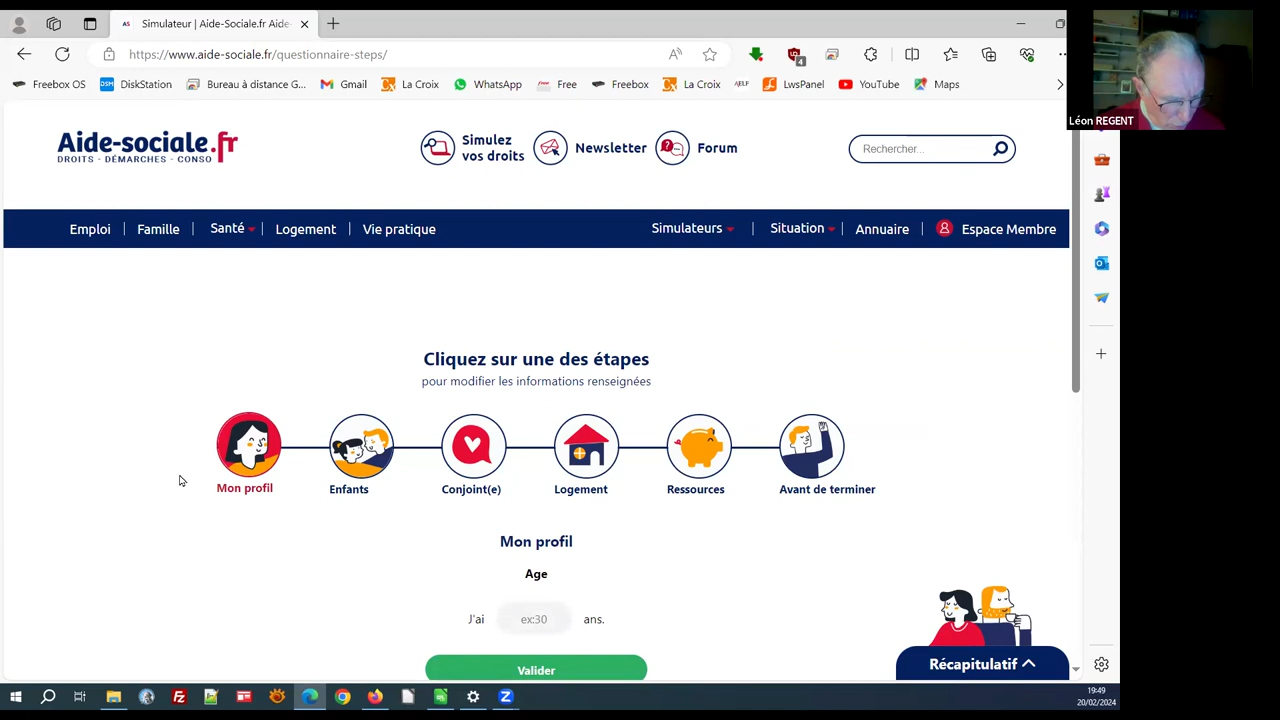 Simulateur | Aide-Sociale.fr Aide-
https://www.aide-sociale.fr/questionnaire-steps/
4
Léon REGENT
Freebox OS
DSM
DiskStation
Bureau à distance G...
Gmail
La Croix
WhatsApp
Free
Freebox
La Croix
AJELF
LwsPanel
YouTube
Maps
Aide-sociale.fr
DROITS - DÉMARCHES - CONSO
Simulez
vos droits
Newsletter
Forum
Rechercher...
Emploi
Famille
Santé
Logement
Vie pratique
Simulateurs
Situation
Annuaire
Espace Membre
Cliquez sur une des étapes
pour modifier les informations renseignées
Mon profil
Enfants
Conjoint(e)
Logement
Ressources
Avant de terminer
Mon profil
Age
J'ai ex:30 ans.
Valider
Récapitulatif
19:49
20/02/2024